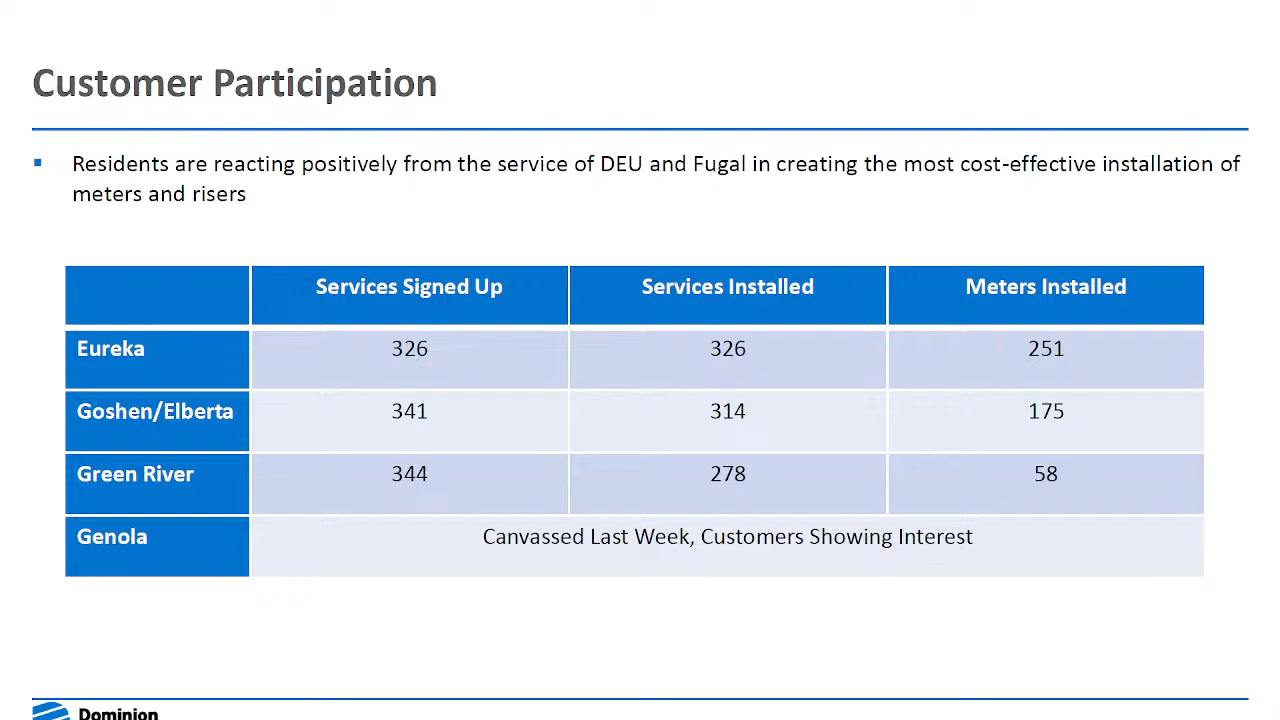 Customer Participation
▪ Residents are reacting positively from the service of DEU and Fugal in creating the most cost-effective installation of
meters and risers
Services Signed Up Services Installed Meters Installed
Eureka 326 326 251
Goshen/Elberta 341 314 175
Green River 344 278 58
Genola Canvassed Last Week, Customers Showing Interest
Dominion